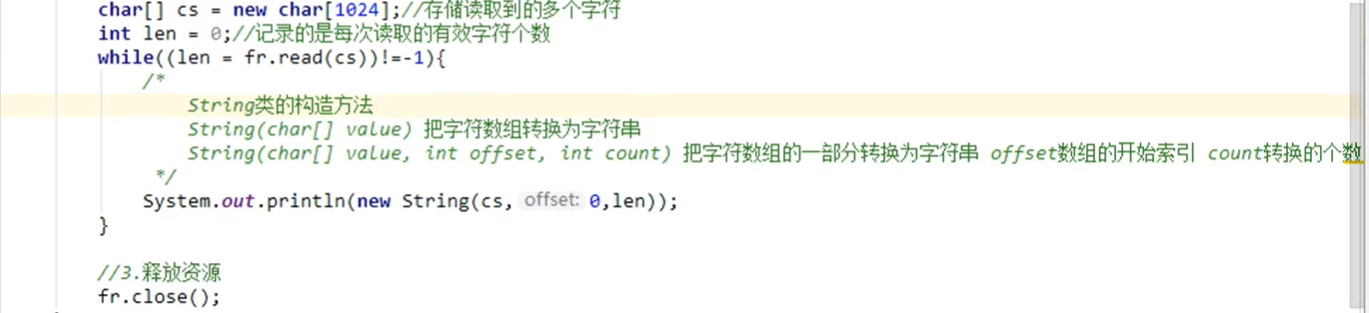 char[] cs = new char[1024];//存储读取到的多个字符
int len = 0;//记录的是每次读取的有效字符个数
while((len = fr.read(cs))!=-1){
/*
String类的构造方法
String(char[] value) 把字符数组转换为字符串
String(char[] value, int offset, int count) 把字符数组的一部分转换为字符串 offset数组的开始索引 count转换的个数
*/
System.out.println(new String(cs, offset: 0,len));
}
//3.释放资源
fr.close();